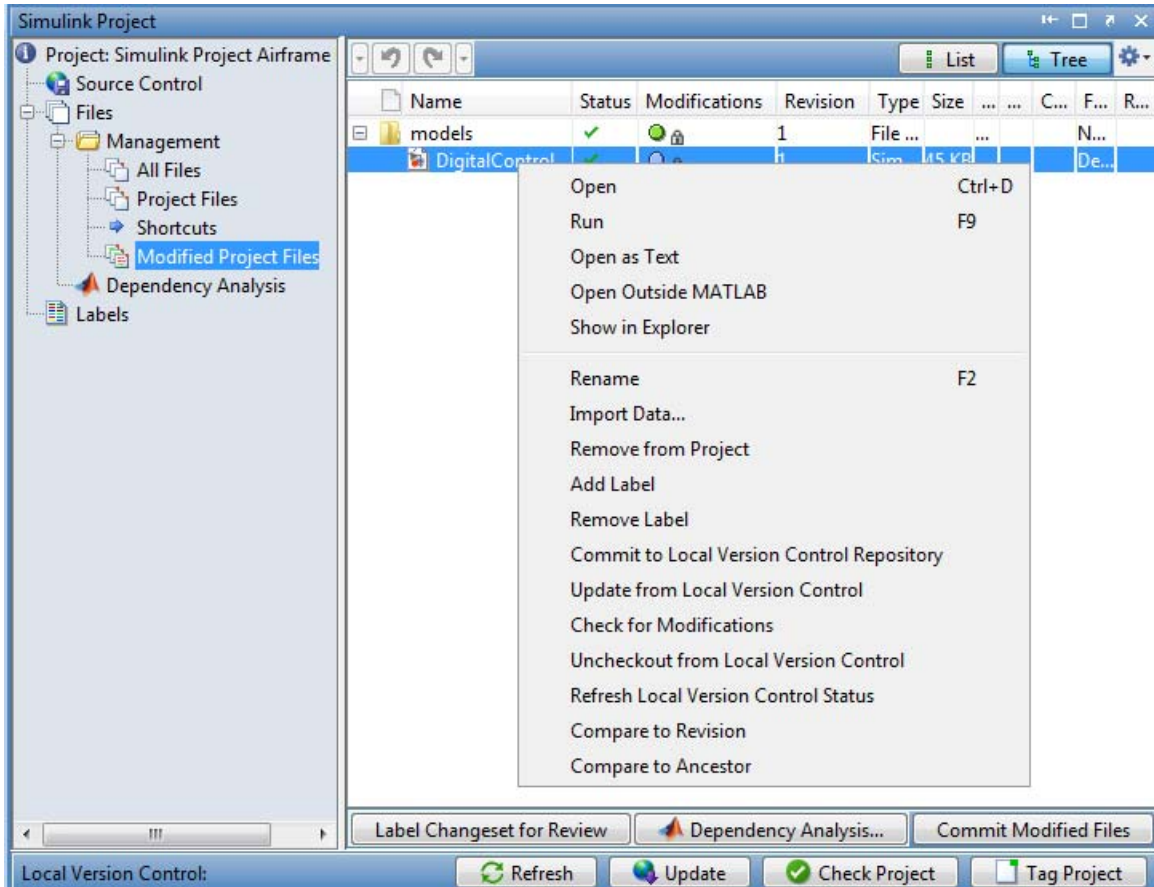 Simulink Project
Project: Simulink Project Airframe
Source Control
Files
Management
All Files
Project Files
Shortcuts
Modified Project Files
Dependency Analysis
Labels
List Tree
Name Status Modifications Revision Type Size ... ... C... F... R...
models 1 File ... ... N...
DigitalControl 1 Sim... 45 KB De...
Open Ctrl+D
Run F9
Open as Text
Open Outside MATLAB
Show in Explorer
Rename F2
Import Data...
Remove from Project
Add Label
Remove Label
Commit to Local Version Control Repository
Update from Local Version Control
Check for Modifications
Uncheckout from Local Version Control
Refresh Local Version Control Status
Compare to Revision
Compare to Ancestor
Label Changeset for Review Dependency Analysis... Commit Modified Files
Local Version Control: Refresh Update Check Project Tag Project